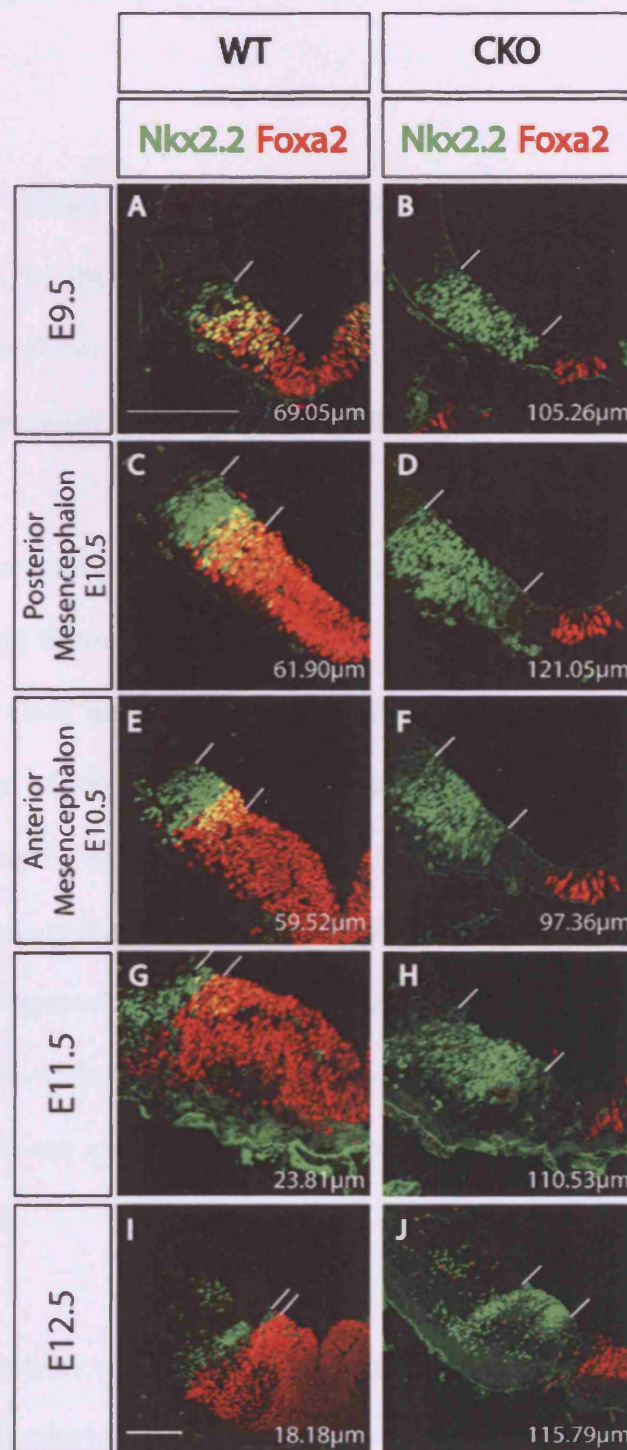 WT
CKO
Nkx2.2 Foxa2
Nkx2.2 Foxa2
E9.5
A
69.05µm
B
105.26µm
Posterior
Mesencephalon
E10.5
C
61.90µm
D
121.05µm
Anterior
Mesencephalon
E10.5
E
59.52µm
F
97.36µm
E11.5
G
23.81µm
H
110.53µm
E12.5
I
18.18µm
J
115.79µm